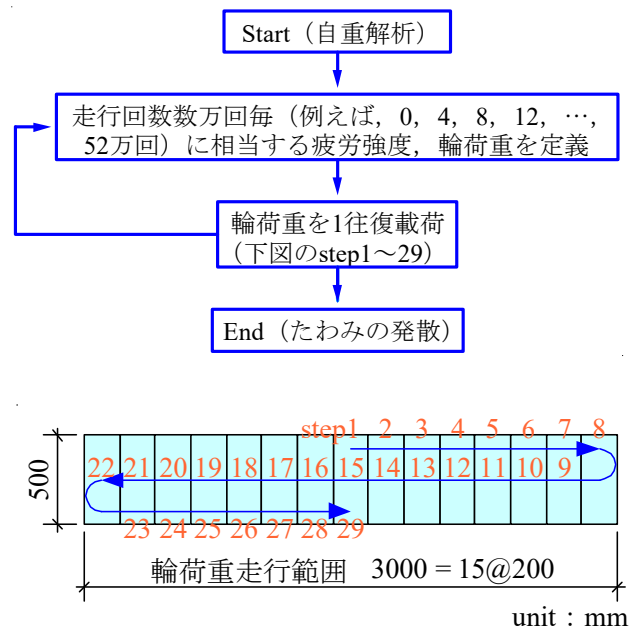 Start（自重解析）
走行回数数万回毎（例えば，0，4，8，12，…，
52万回）に相当する疲労強度，輪荷重を定義
輪荷重を1往復載荷
（下図のstep1～29）
End（たわみの発散）
step1 2 3 4 5 6 7 8
22 21 20 19 18 17 16 15 14 13 12 11 10 9
23 24 25 26 27 28 29
500
輪荷重走行範囲 3000 = 15@200
unit：mm